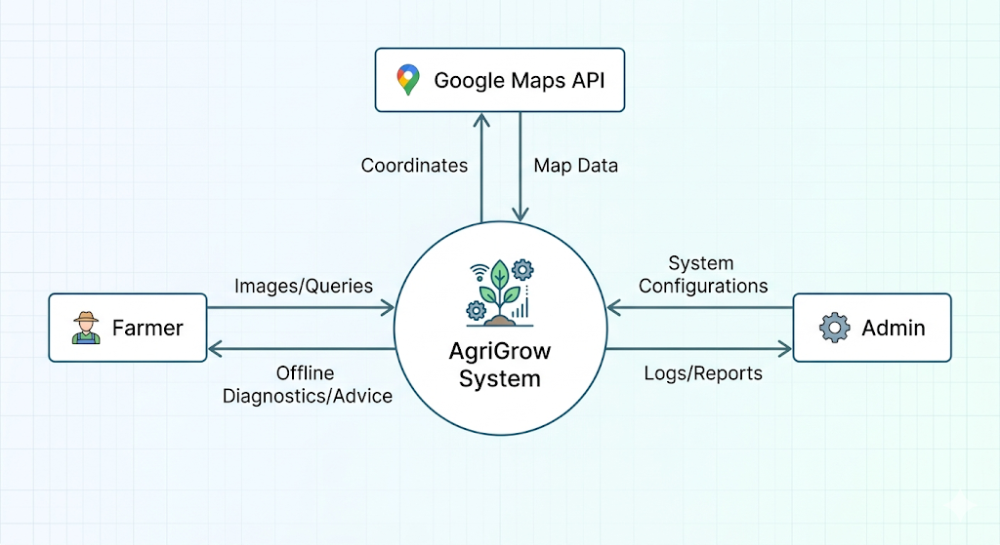 Google Maps API
Coordinates
Map Data
Images/Queries
System
Configurations
Farmer
AgriGrow
System
Admin
Offline
Diagnostics/Advice
Logs/Reports